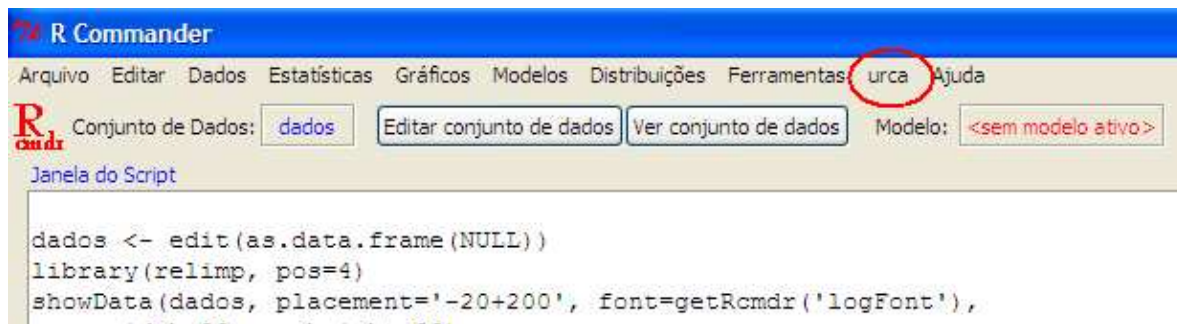 R Commander
Arquivo Editar Dados Estatísticas Gráficos Modelos Distribuições Ferramentas urca Ajuda
R cmdr Conjunto de Dados: dados Editar conjunto de dados Ver conjunto de dados Modelo: <sem modelo ativo>
Janela do Script
dados <- edit(as.data.frame(NULL))
library(relimp, pos=4)
showData(dados, placement='-20+200', font=getRcmdr('logFont'),